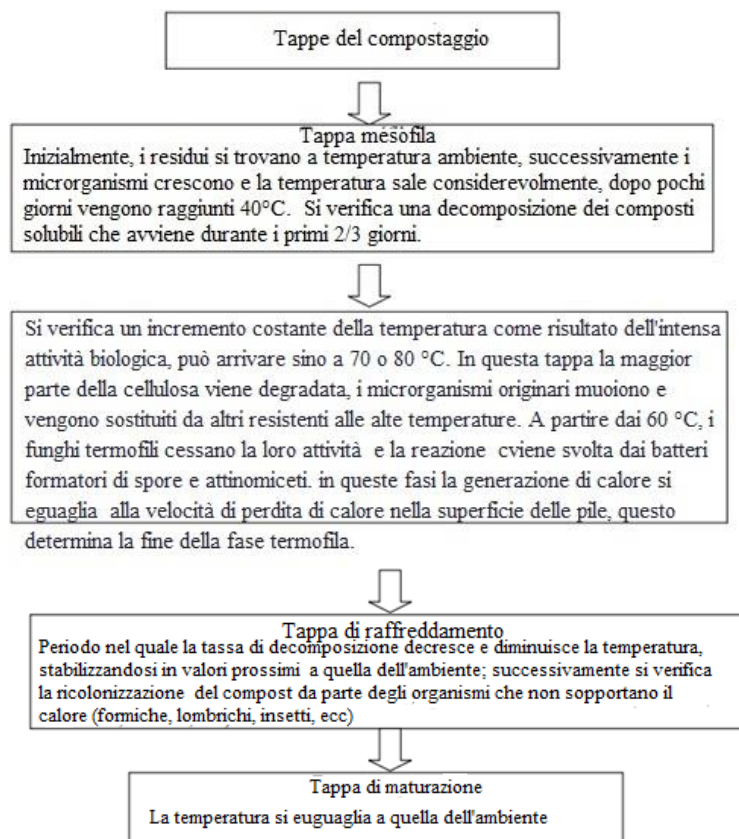 Tappe del compostaggio
Tappa mesofila
Inizialmente, i residui si trovano a temperatura ambiente, successivamente i
microrganismi crescono e la temperatura sale considerevolmente, dopo pochi
giorni vengono raggiunti 40°C. Si verifica una decomposizione dei composti
solubili che avviene durante i primi 2/3 giorni.
Si verifica un incremento costante della temperatura come risultato dell'intensa
attività biologica, può arrivare sino a 70 o 80 °C. In questa tappa la maggior
parte della cellulosa viene degradata, i microrganismi originari muoiono e
vengono sostituiti da altri resistenti alle alte temperature. A partire dai 60 °C, i
funghi termofili cessano la loro attività e la reazione cviene svolta dai batteri
formatori di spore e attinomiceti. in queste fasi la generazione di calore si
eguaglia alla velocità di perdita di calore nella superficie delle pile, questo
determina la fine della fase termofila.
Tappa di raffreddamento
Periodo nel quale la tassa di decomposizione decresce e diminuisce la temperatura,
stabilizzandosi in valori prossimi a quella dell'ambiente; successivamente si verifica
la ricolonizzazione del compost da parte degli organismi che non sopportano il
calore (formiche, lombrichi, insetti, ecc)
Tappa di maturazione
La temperatura si euguaglia a quella dell'ambiente